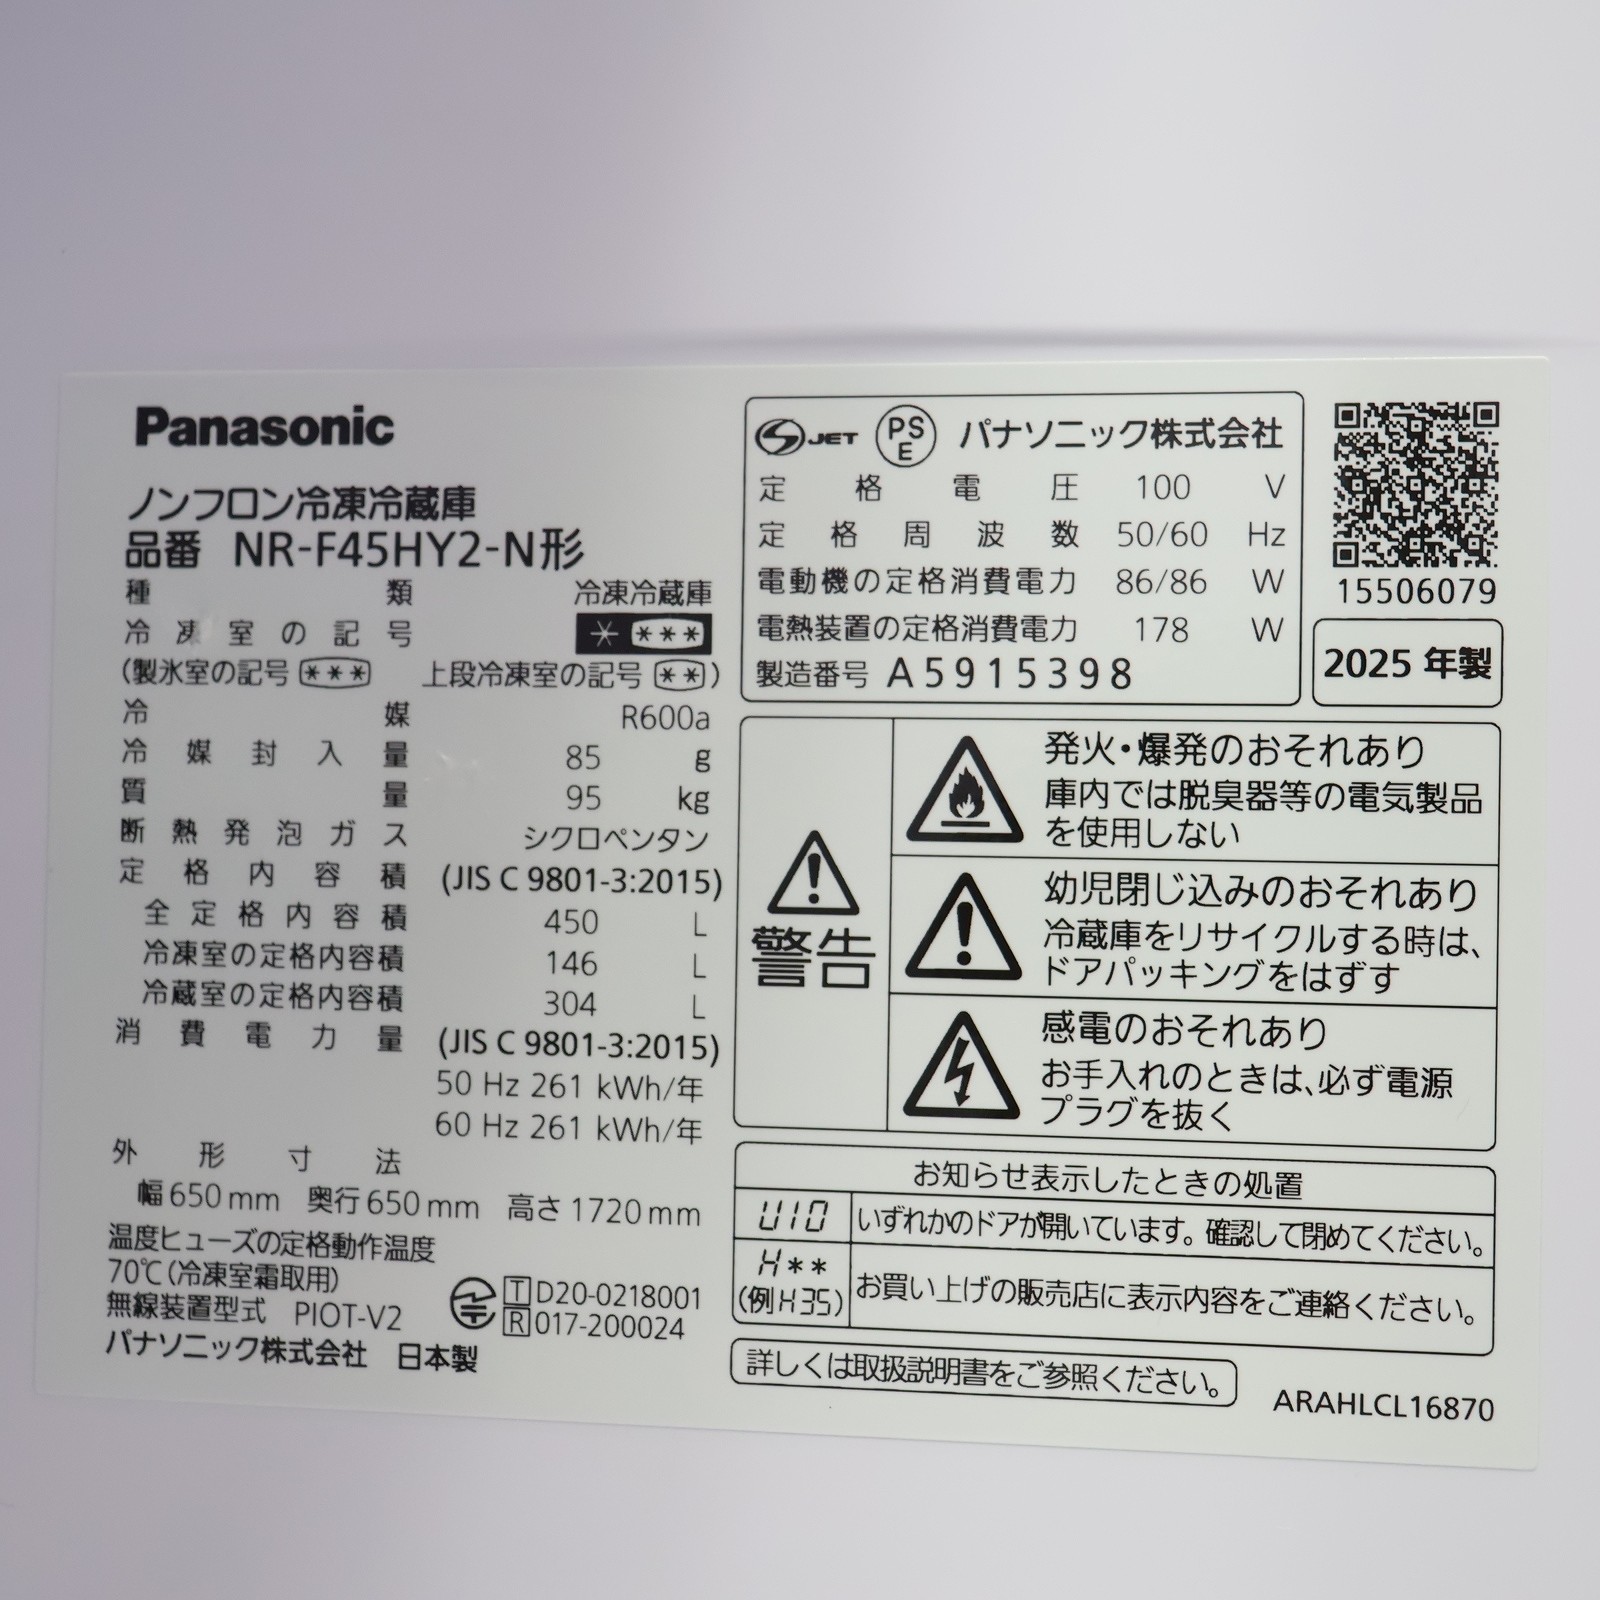 Panasonic
ノンフロン冷凍冷蔵庫
品番 NR-F45HY2-N形
種類 冷凍冷蔵庫
冷凍室の記号 * ***
(製氷室の記号 *** 上段冷凍室の記号 **)
冷媒 R600a
冷媒封入量 85 g
質量 95 kg
断熱発泡ガス シクロペンタン
定格内容積 (JIS C 9801-3:2015)
全定格内容積 450 L
冷凍室の定格内容積 146 L
冷蔵室の定格内容積 304 L
消費電力量 (JIS C 9801-3:2015)
50 Hz 261 kWh/年
60 Hz 261 kWh/年
外形寸法
幅650mm 奥行650mm 高さ1720mm
温度ヒューズの定格動作温度
70℃(冷凍室霜取用)
無線装置型式 PIOT-V2
T D20-0218001
R 017-200024
パナソニック株式会社 日本製
JET PSE パナソニック株式会社
定格電圧 100 V
定格周波数 50/60 Hz
電動機の定格消費電力 86/86 W
電熱装置の定格消費電力 178 W
製造番号 A5915398
15506079
2025年製
警告
発火・爆発のおそれあり
庫内では脱臭器等の電気製品
を使用しない
幼児閉じ込みのおそれあり
冷蔵庫をリサイクルする時は、
ドアパッキングをはずす
感電のおそれあり
お手入れのときは、必ず電源
プラグを抜く
お知らせ表示したときの処置
U10 いずれかのドアが開いています。確認して閉めてください。
H**
(例H35) お買い上げの販売店に表示内容をご連絡ください。
詳しくは取扱説明書をご参照ください。
ARAHLCL16870